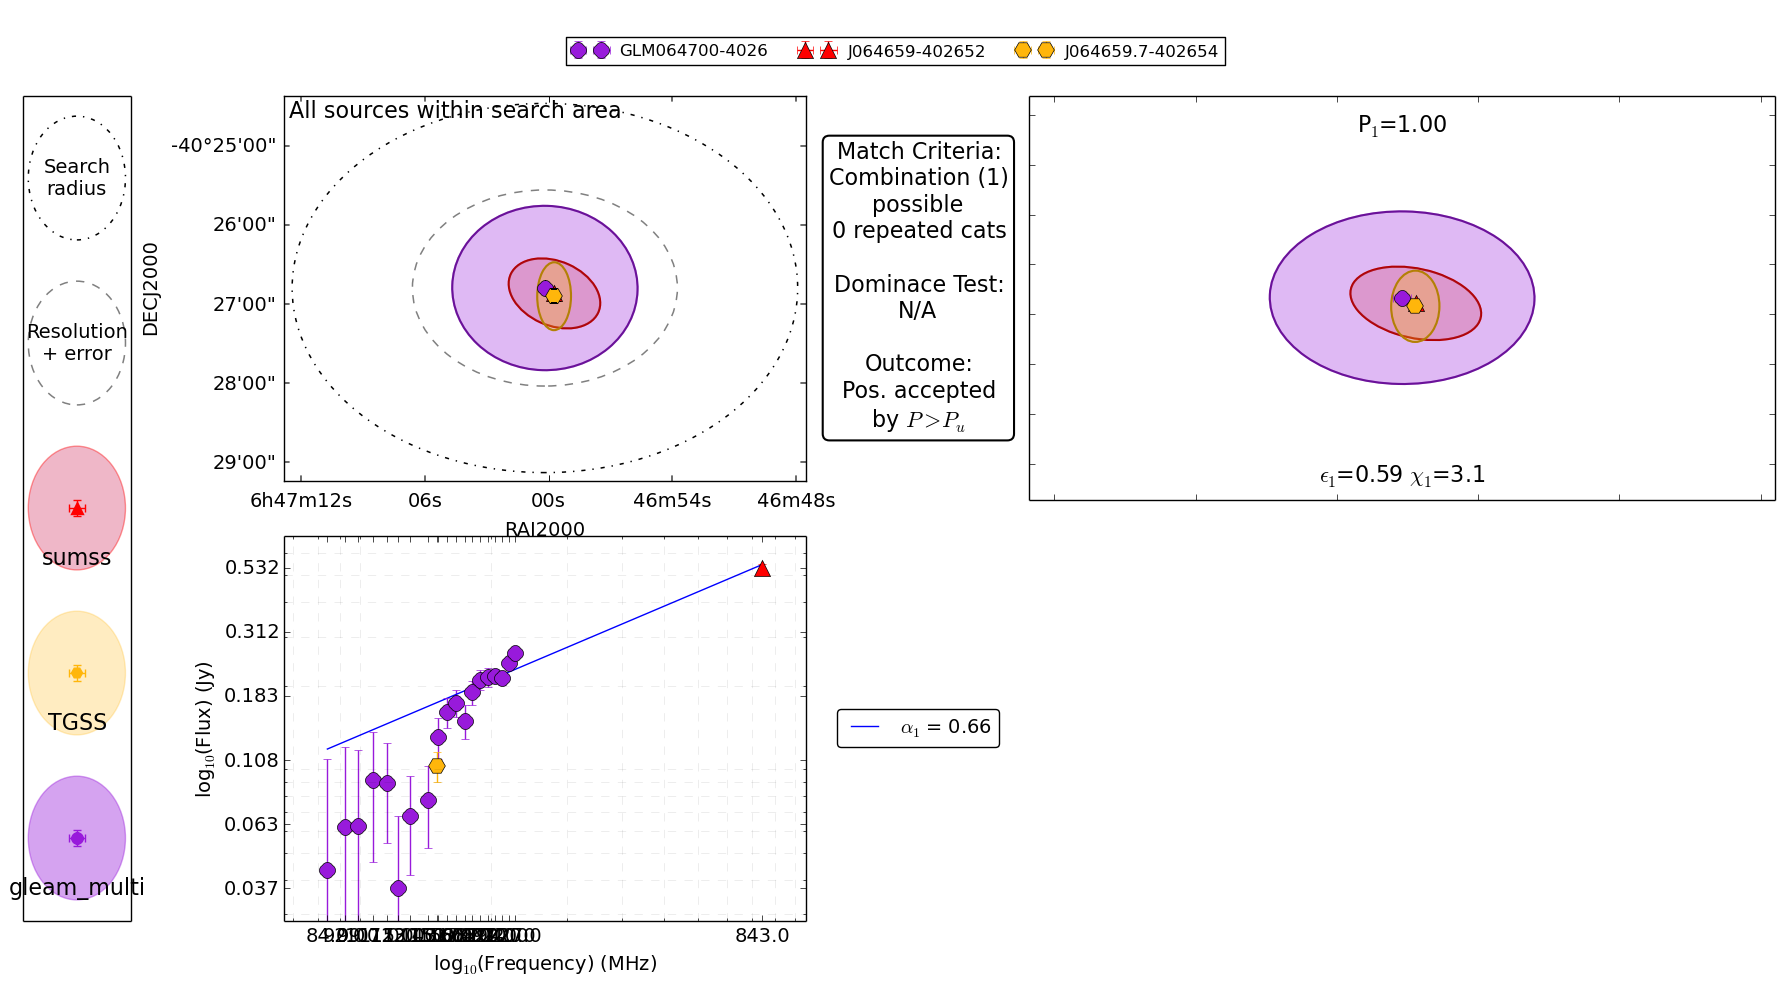 GLM064700-4026 J064659-402652 J064659.7-402654
Search
radius
Resolution
+ error
sumss
TGSS
gleam_multi
All sources within search area
DECJ2000
-40°25'00"
26'00"
27'00"
28'00"
29'00"
6h47m12s 06s 00s 46m54s 46m48s
RAJ2000
Match Criteria:
Combination (1)
possible
0 repeated cats
Dominace Test:
N/A
Outcome:
Pos. accepted
by P>Pu
P1=1.00
ϵ1=0.59 χ1=3.1
log10(Flux) (Jy)
0.532
0.312
0.183
0.108
0.063
0.037
843.0
log10(Frequency) (MHz)
α1 = 0.66